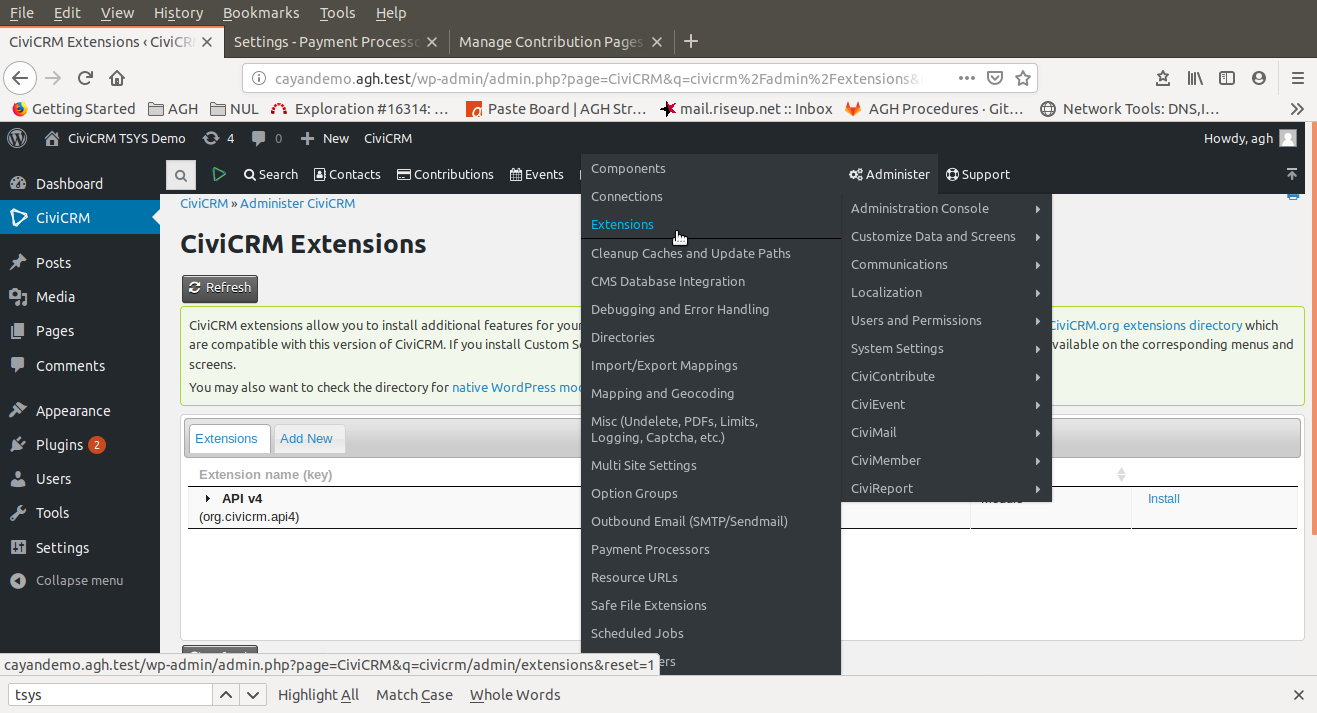 File Edit View History Bookmarks Tools Help
CiviCRM Extensions ‹ CiviCR
Settings - Payment Processo
Manage Contribution Pages
cayandemo.agh.test/wp-admin/admin.php?page=CiviCRM&q=civicrm%2Fadmin%2Fextensions&
Getting Started AGH NUL Exploration #16314: ... Paste Board | AGH Str... mail.riseup.net :: Inbox AGH Procedures · Git... Network Tools: DNS,I...
CiviCRM TSYS Demo 4 0 New CiviCRM Howdy, agh
Search Contacts Contributions Events Administer Support
Dashboard
CiviCRM
Posts
Media
Pages
Comments
Appearance
Plugins 2
Users
Tools
Settings
Collapse menu
CiviCRM » Administer CiviCRM
CiviCRM Extensions
Refresh
CiviCRM extensions allow you to install additional features for your
CiviCRM.org extensions directory which
are compatible with this version of CiviCRM. If you install Custom Se
vailable on the corresponding menus and
screens.
You may also want to check the directory for native WordPress mo
Extensions Add New
Extension name (key)
API v4
(org.civicrm.api4)
Install
Components
Connections
Extensions
Cleanup Caches and Update Paths
CMS Database Integration
Debugging and Error Handling
Directories
Import/Export Mappings
Mapping and Geocoding
Misc (Undelete, PDFs, Limits,
Logging, Captcha, etc.)
Multi Site Settings
Option Groups
Outbound Email (SMTP/Sendmail)
Payment Processors
Resource URLs
Safe File Extensions
Scheduled Jobs
ers
Administration Console
Customize Data and Screens
Communications
Localization
Users and Permissions
System Settings
CiviContribute
CiviEvent
CiviMail
CiviMember
CiviReport
cayandemo.agh.test/wp-admin/admin.php?page=CiviCRM&q=civicrm/admin/extensions&reset=1
tsys Highlight All Match Case Whole Words